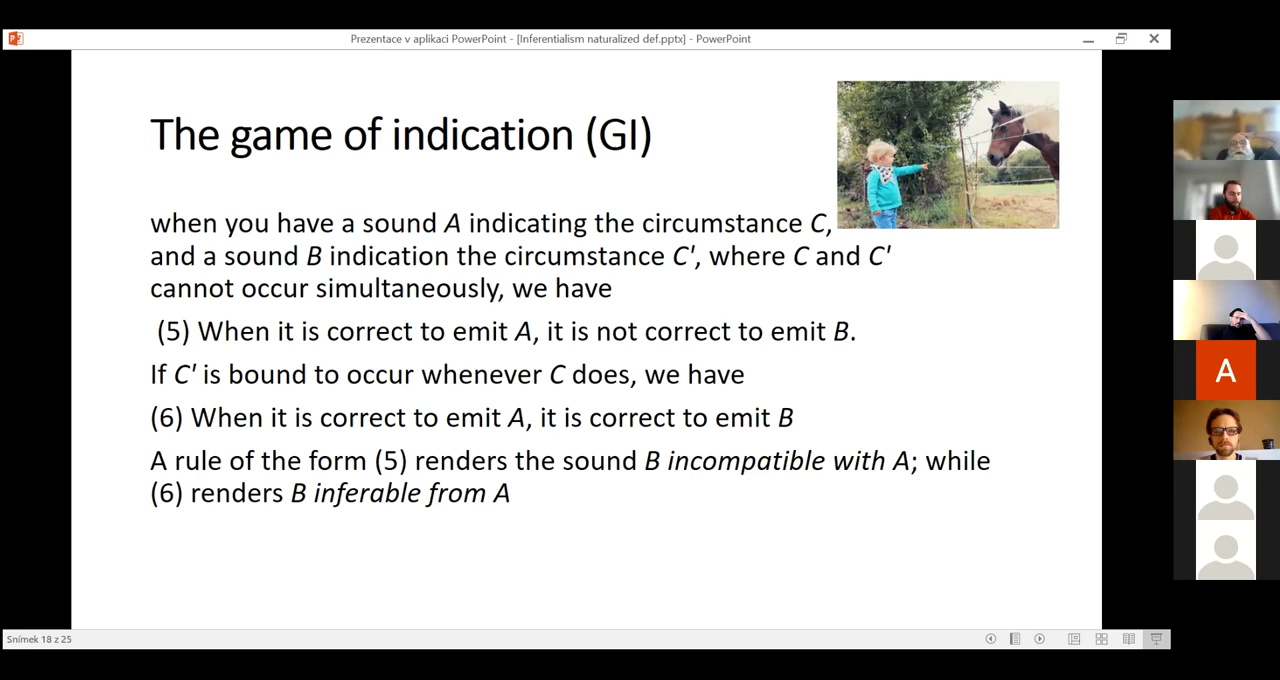 Prezentace v aplikaci PowerPoint - [Inferentialism naturalized def.pptx] - PowerPoint
The game of indication (GI)
when you have a sound A indicating the circumstance C,
and a sound B indication the circumstance C', where C and C'
cannot occur simultaneously, we have
(5) When it is correct to emit A, it is not correct to emit B.
If C' is bound to occur whenever C does, we have
(6) When it is correct to emit A, it is correct to emit B
A rule of the form (5) renders the sound B incompatible with A; while
(6) renders B inferable from A
A
Snímek 18 z 25